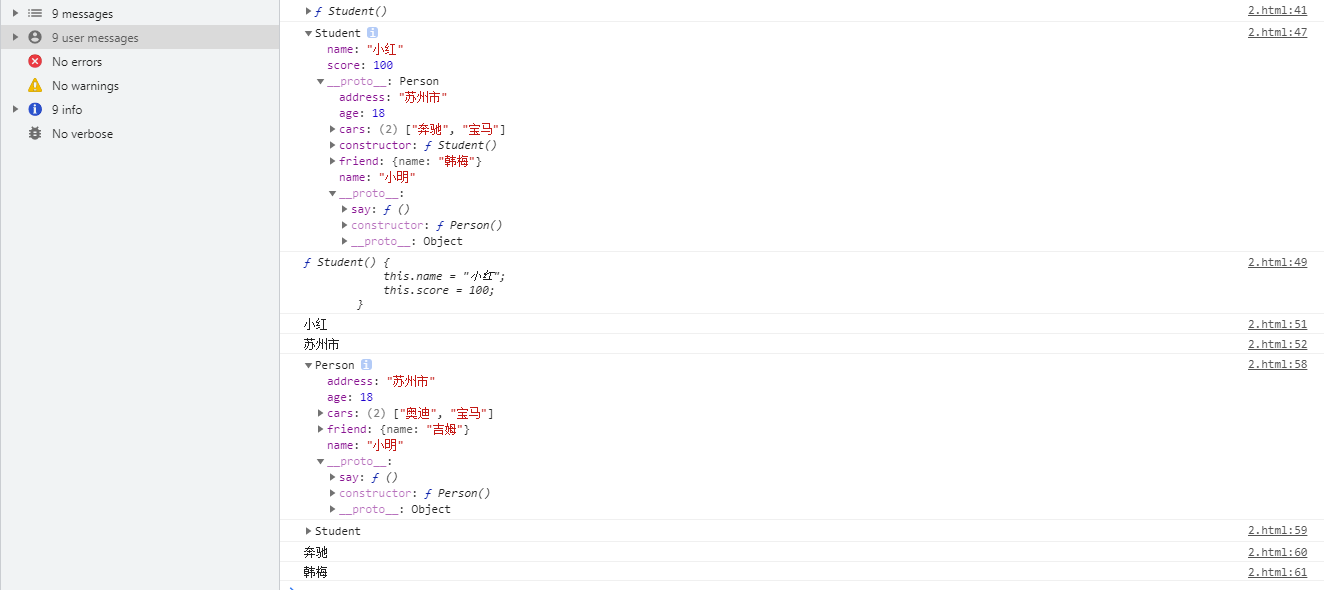 9 messages
9 user messages
No errors
No warnings
9 info
No verbose
ƒ Student() 2.html:41
Student i 2.html:47
name: "小红"
score: 100
__proto__: Person
address: "苏州市"
age: 18
cars: (2) ["奔驰", "宝马"]
constructor: ƒ Student()
friend: {name: "韩梅"}
name: "小明"
__proto__:
say: ƒ ()
constructor: ƒ Person()
__proto__: Object
ƒ Student() { 2.html:49
this.name = "小红";
this.score = 100;
}
小红 2.html:51
苏州市 2.html:52
Person i 2.html:58
address: "苏州市"
age: 18
cars: (2) ["奥迪", "宝马"]
friend: {name: "吉姆"}
name: "小明"
__proto__:
say: ƒ ()
constructor: ƒ Person()
__proto__: Object
Student 2.html:59
奔驰 2.html:60
韩梅 2.html:61